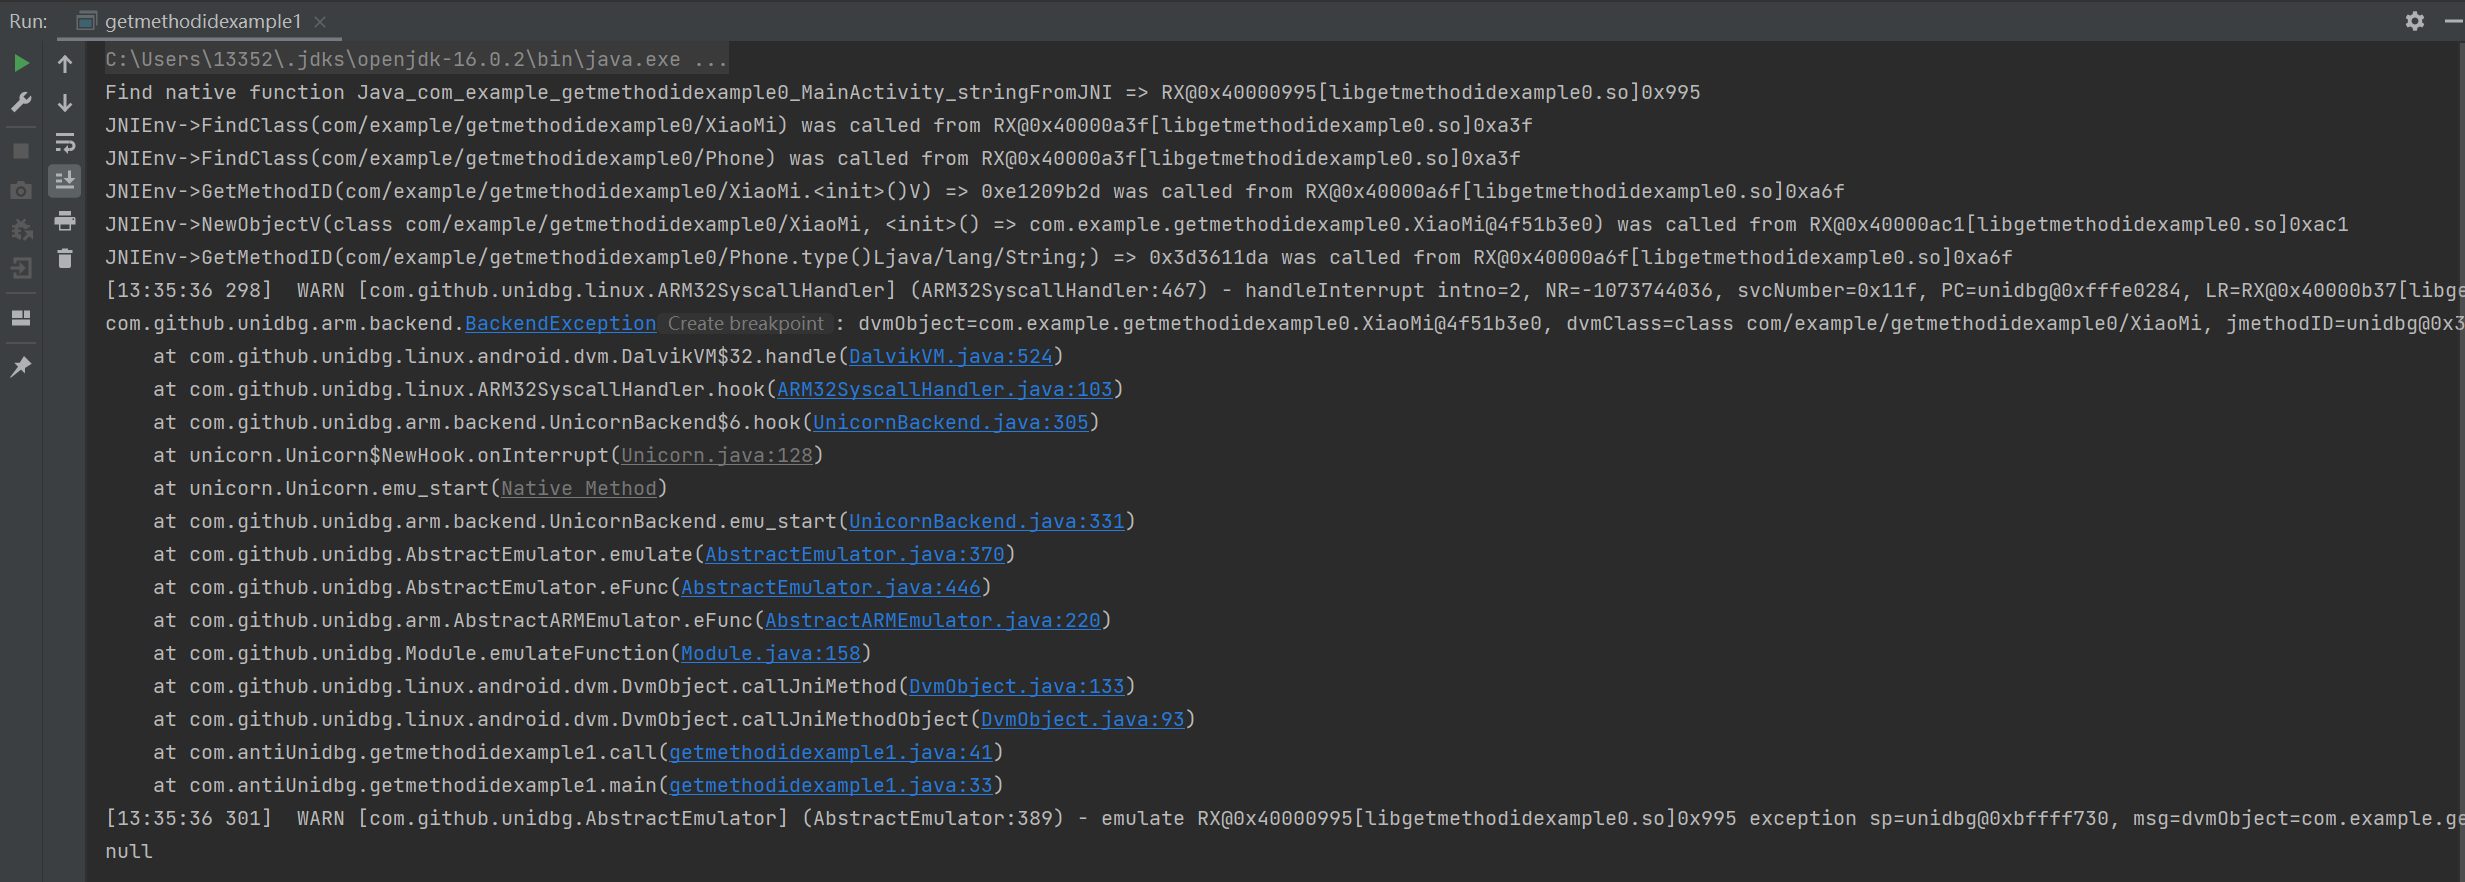 Run: getmethodidexample1
C:\Users\13352\.jdks\openjdk-16.0.2\bin\java.exe ...
Find native function Java_com_example_getmethodidexample0_MainActivity_stringFromJNI => RX@0x40000995[libgetmethodidexample0.so]0x995
JNIEnv->FindClass(com/example/getmethodidexample0/XiaoMi) was called from RX@0x40000a3f[libgetmethodidexample0.so]0xa3f
JNIEnv->FindClass(com/example/getmethodidexample0/Phone) was called from RX@0x40000a3f[libgetmethodidexample0.so]0xa3f
JNIEnv->GetMethodID(com/example/getmethodidexample0/XiaoMi.<init>()V) => 0xe1209b2d was called from RX@0x40000a6f[libgetmethodidexample0.so]0xa6f
JNIEnv->NewObjectV(class com/example/getmethodidexample0/XiaoMi, <init>() => com.example.getmethodidexample0.XiaoMi@4f51b3e0) was called from RX@0x40000ac1[libgetmethodidexample0.so]0xac1
JNIEnv->GetMethodID(com/example/getmethodidexample0/Phone.type()Ljava/lang/String;) => 0x3d3611da was called from RX@0x40000a6f[libgetmethodidexample0.so]0xa6f
[13:35:36 298]  WARN [com.github.unidbg.linux.ARM32SyscallHandler] (ARM32SyscallHandler:467) - handleInterrupt intno=2, NR=-1073744036, svcNumber=0x11f, PC=unidbg@0xfffe0284, LR=RX@0x40000b37[libge
com.github.unidbg.arm.backend.BackendException Create breakpoint : dvmObject=com.example.getmethodidexample0.XiaoMi@4f51b3e0, dvmClass=class com/example/getmethodidexample0/XiaoMi, jmethodID=unidbg@0x3
at com.github.unidbg.linux.android.dvm.DalvikVM$32.handle(DalvikVM.java:524)
at com.github.unidbg.linux.ARM32SyscallHandler.hook(ARM32SyscallHandler.java:103)
at com.github.unidbg.arm.backend.UnicornBackend$6.hook(UnicornBackend.java:305)
at unicorn.Unicorn$NewHook.onInterrupt(Unicorn.java:128)
at unicorn.Unicorn.emu_start(Native Method)
at com.github.unidbg.arm.backend.UnicornBackend.emu_start(UnicornBackend.java:331)
at com.github.unidbg.AbstractEmulator.emulate(AbstractEmulator.java:370)
at com.github.unidbg.AbstractEmulator.eFunc(AbstractEmulator.java:446)
at com.github.unidbg.arm.AbstractARMEmulator.eFunc(AbstractARMEmulator.java:220)
at com.github.unidbg.Module.emulateFunction(Module.java:158)
at com.github.unidbg.linux.android.dvm.DvmObject.callJniMethod(DvmObject.java:133)
at com.github.unidbg.linux.android.dvm.DvmObject.callJniMethodObject(DvmObject.java:93)
at com.antiUnidbg.getmethodidexample1.call(getmethodidexample1.java:41)
at com.antiUnidbg.getmethodidexample1.main(getmethodidexample1.java:33)
[13:35:36 301]  WARN [com.github.unidbg.AbstractEmulator] (AbstractEmulator:389) - emulate RX@0x40000995[libgetmethodidexample0.so]0x995 exception sp=unidbg@0xbffff730, msg=dvmObject=com.example.ge
null